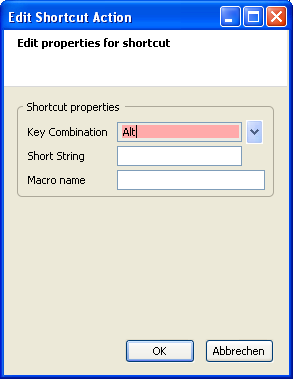 Edit Shortcut Action
Edit properties for shortcut
Shortcut properties
Key Combination Alt
Short String
Macro name
OK Abbrechen